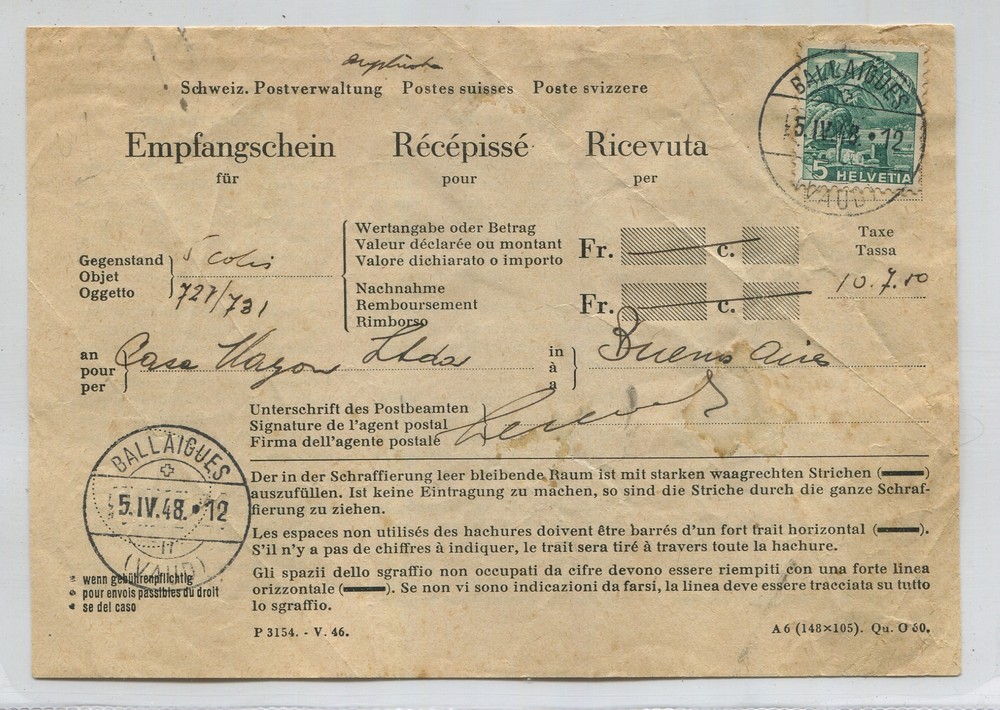 Schweiz. Postverwaltung Postes suisses Poste svizzere
BALLAIGUES
5.IV.48.•12
(VAUD)
5 HELVETIA
Empfangschein Récépissé Ricevuta
für pour per
Gegenstand
Objet
Oggetto
5 colis
727/731
Wertangabe oder Betrag
Valeur déclarée ou montant
Valore dichiarato o importo
Fr. c.
Nachnahme
Remboursement
Rimborso
Fr. c.
Taxe
Tassa
10.7.50
an
pour
per
Casa Wagon Ltda
in
à
a
Buenos Aires
Unterschrift des Postbeamten
Signature de l'agent postal
Firma dell'agente postale
BALLAIGUES
5.IV.48.•12
17
(VAUD)
Der in der Schraffierung leer bleibende Raum ist mit starken waagrechten Strichen (▬)
auszufüllen. Ist keine Eintragung zu machen, so sind die Striche durch die ganze Schraf-
fierung zu ziehen.
Les espaces non utilisés des hachures doivent être barrés d'un fort trait horizontal (▬).
S'il n'y a pas de chiffres à indiquer, le trait sera tiré à travers toute la hachure.
Gli spazii dello sgraffio non occupati da cifre devono essere riempiti con una forte linea
orizzontale (▬). Se non vi sono indicazioni da farsi, la linea deve essere tracciata su tutto
lo sgraffio.
• wenn gebührenpflichtig
• pour envois passibles du droit
• se del caso
P 3154. - V. 46.
A 6 (148×105). Qu. O 60.